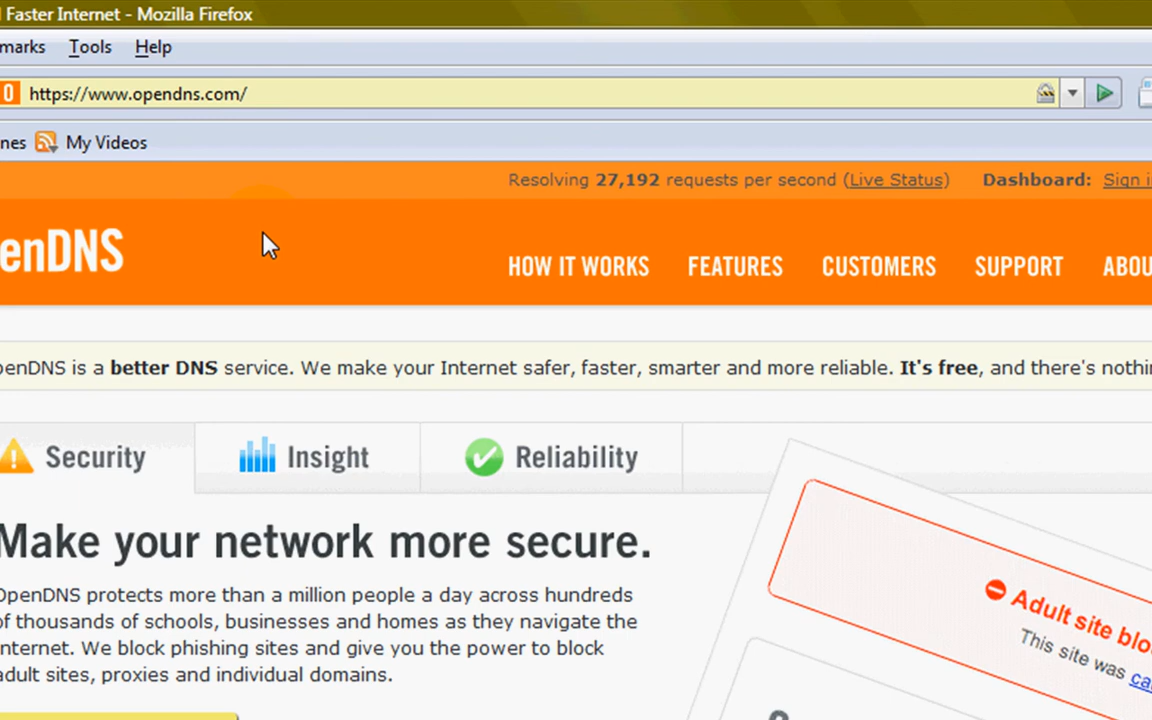 Faster Internet - Mozilla Firefox
marks Tools Help
https://www.opendns.com/
nes My Videos
Resolving 27,192 requests per second (Live Status) Dashboard: Sign i
enDNS
HOW IT WORKS FEATURES CUSTOMERS SUPPORT ABOU
penDNS is a better DNS service. We make your Internet safer, faster, smarter and more reliable. It's free, and there's nothi
Security Insight Reliability
Make your network more secure.
OpenDNS protects more than a million people a day across hundreds
of thousands of schools, businesses and homes as they navigate the
Internet. We block phishing sites and give you the power to block
adult sites, proxies and individual domains.
Adult site blo
This site was ca